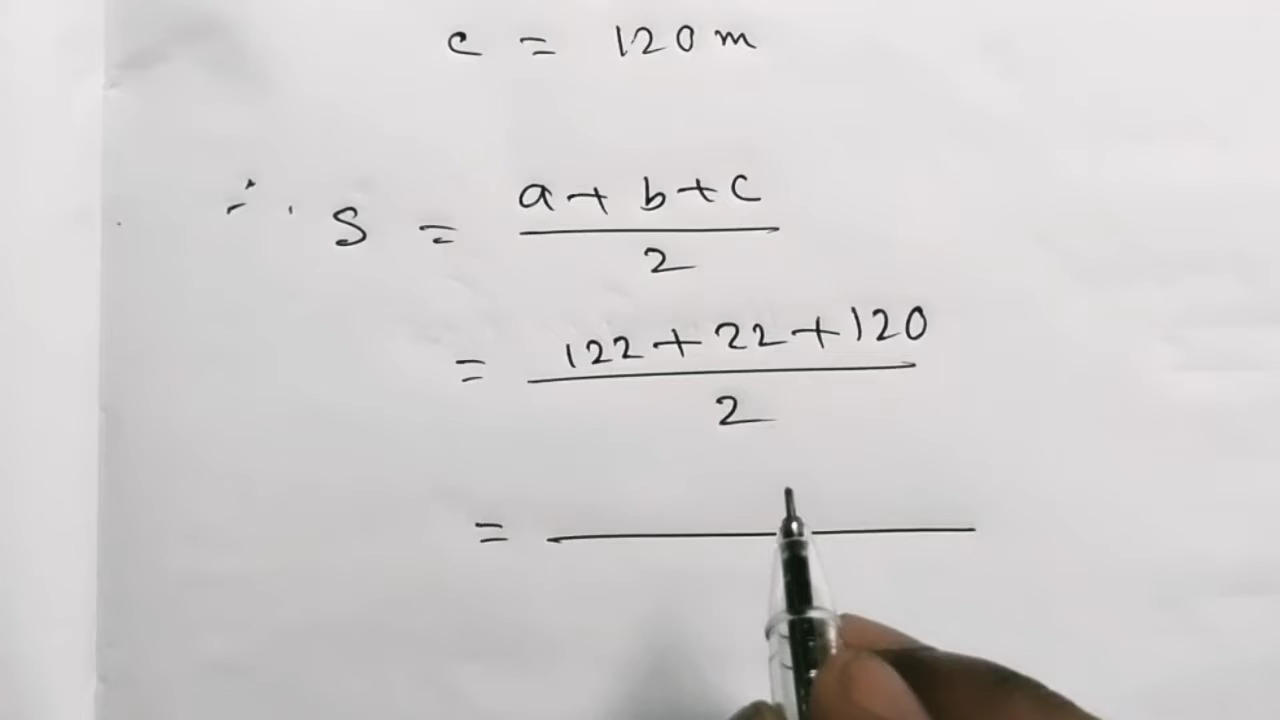 c = 120 m
∴ S = a + b + c / 2
= 122 + 22 + 120 / 2
=